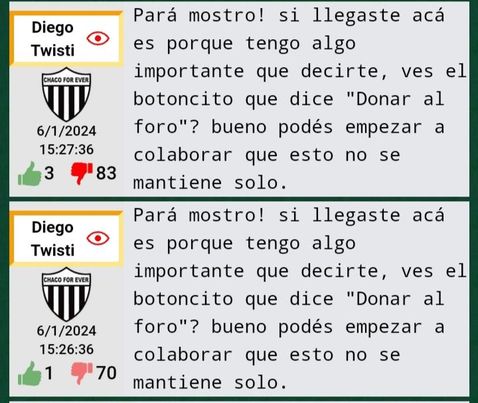 Diego
Twisti
CHACO FOR EVER
6/1/2024
15:27:36
3 83
Pará mostro! si llegaste acá
es porque tengo algo
importante que decirte, ves el
botoncito que dice "Donar al
foro"? bueno podés empezar a
colaborar que esto no se
mantiene solo.
Diego
Twisti
CHACO FOR EVER
6/1/2024
15:26:36
1 70
Pará mostro! si llegaste acá
es porque tengo algo
importante que decirte, ves el
botoncito que dice "Donar al
foro"? bueno podés empezar a
colaborar que esto no se
mantiene solo.